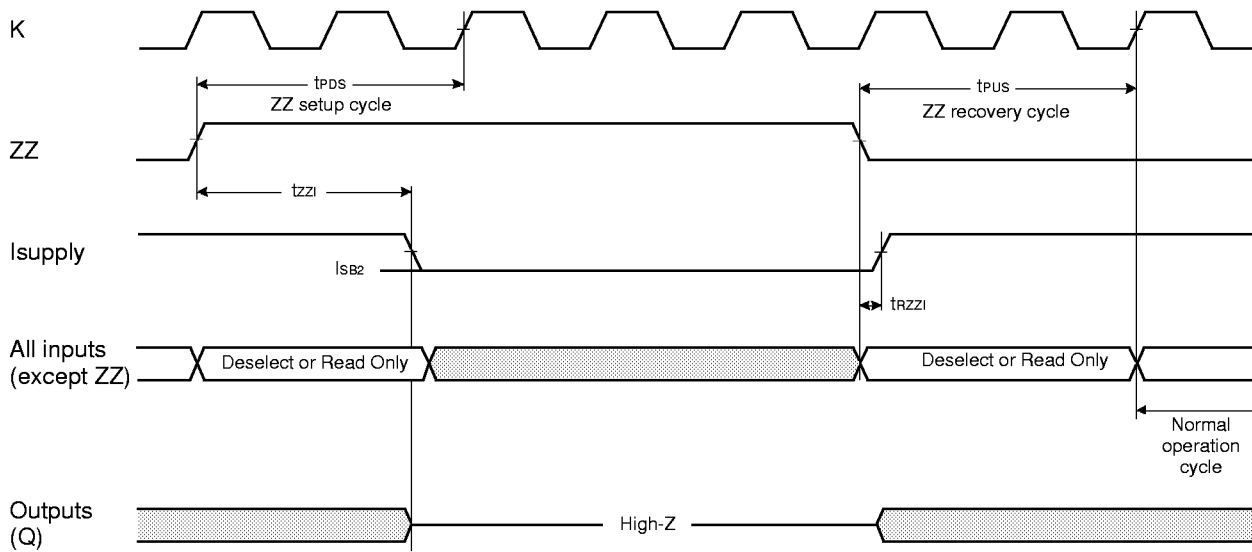 K
tPDS
ZZ setup cycle
tPUS
ZZ recovery cycle
ZZ
tZZI
Isupply
ISB2
tRZZI
All inputs
(except ZZ)
Deselect or Read Only
Deselect or Read Only
Normal
operation
cycle
Outputs
(Q)
High-Z